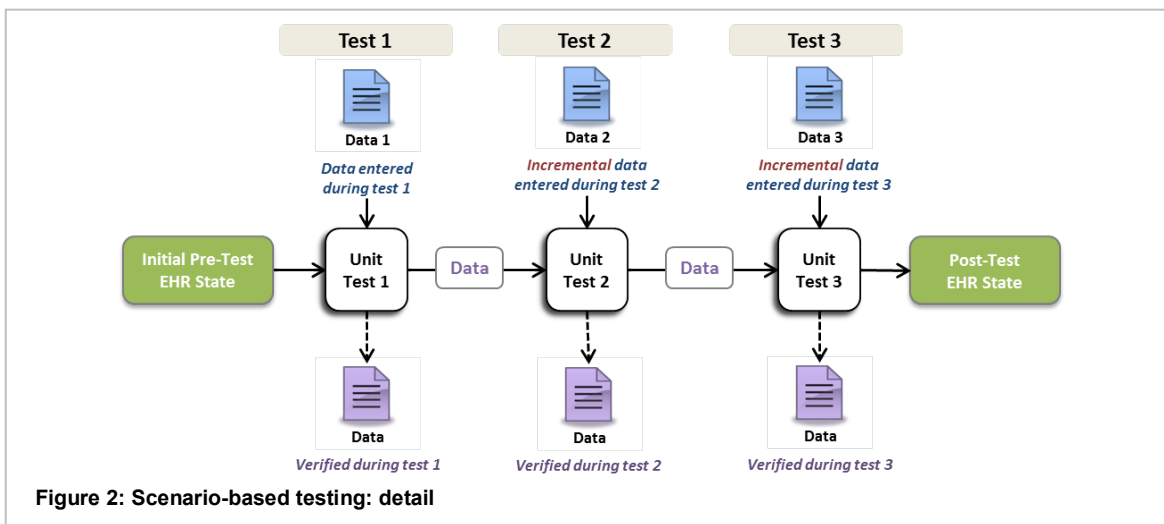 Test 1
Test 2
Test 3
Data 1
Data 2
Data 3
Data entered
during test 1
Incremental data
entered during test 2
Incremental data
entered during test 3
Initial Pre-Test
EHR State
Unit
Test 1
Data
Unit
Test 2
Data
Unit
Test 3
Post-Test
EHR State
Data
Data
Data
Verified during test 1
Verified during test 2
Verified during test 3
Figure 2: Scenario-based testing: detail